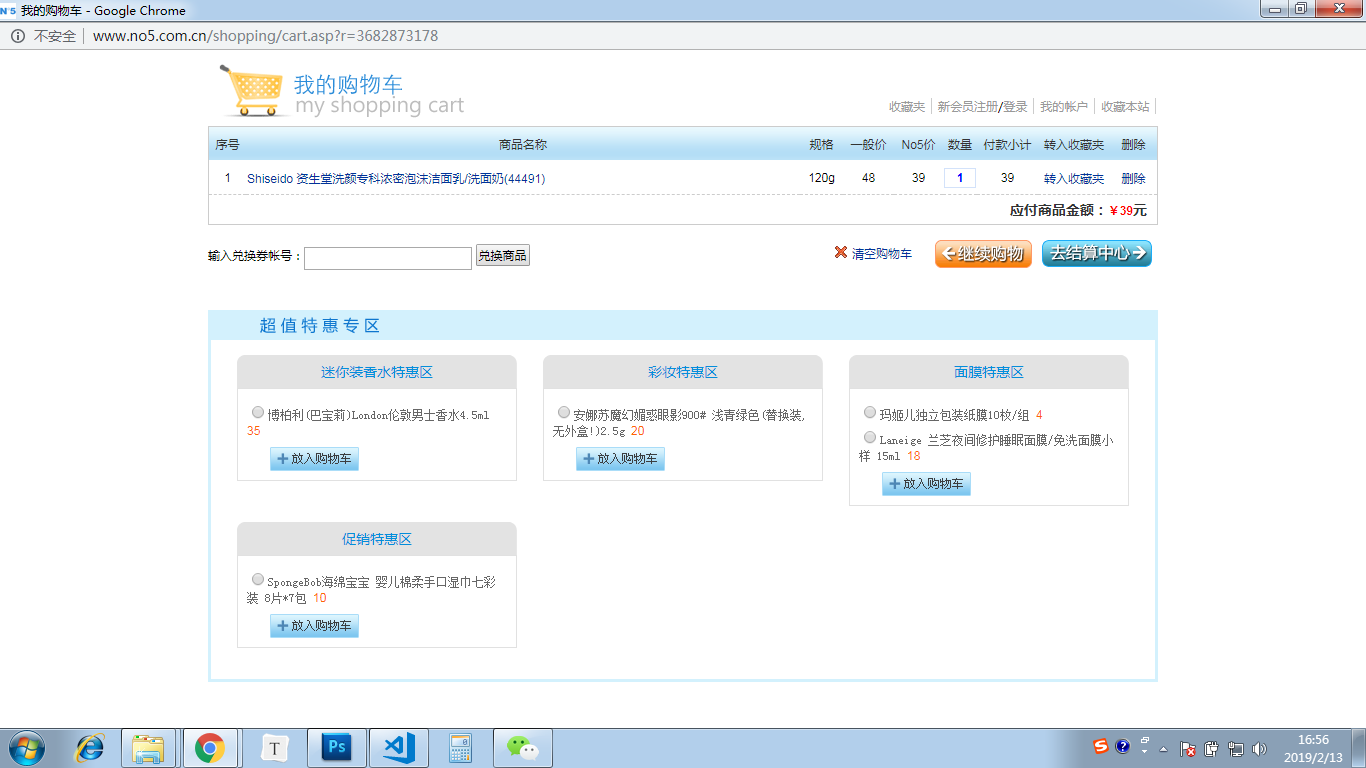 N°5 我的购物车 - Google Chrome
不安全 www.no5.com.cn/shopping/cart.asp?r=3682873178
我的购物车
my shopping cart
收藏夹 新会员注册/登录 我的帐户 收藏本站
序号 商品名称 规格 一般价 No5价 数量 付款小计 转入收藏夹 删除
1 Shiseido 资生堂洗颜专科浓密泡沫洁面乳/洗面奶(44491) 120g 48 39 1 39 转入收藏夹 删除
应付商品金额：￥39元
输入兑换券帐号： 兑换商品 清空购物车 继续购物 去结算中心
超值特惠专区
迷你装香水特惠区
博柏利(巴宝莉)London伦敦男士香水4.5ml
35
放入购物车
彩妆特惠区
安娜苏魔幻媚惑眼影900# 浅青绿色(替换装,
无外盒!)2.5g 20
放入购物车
面膜特惠区
玛姬儿独立包装纸膜10枚/组 4
Laneige 兰芝夜间修护睡眠面膜/免洗面膜小
样 15ml 18
放入购物车
促销特惠区
SpongeBob海绵宝宝 婴儿棉柔手口湿巾七彩
装 8片*7包 10
放入购物车
T
Ps
S
16:56
2019/2/13